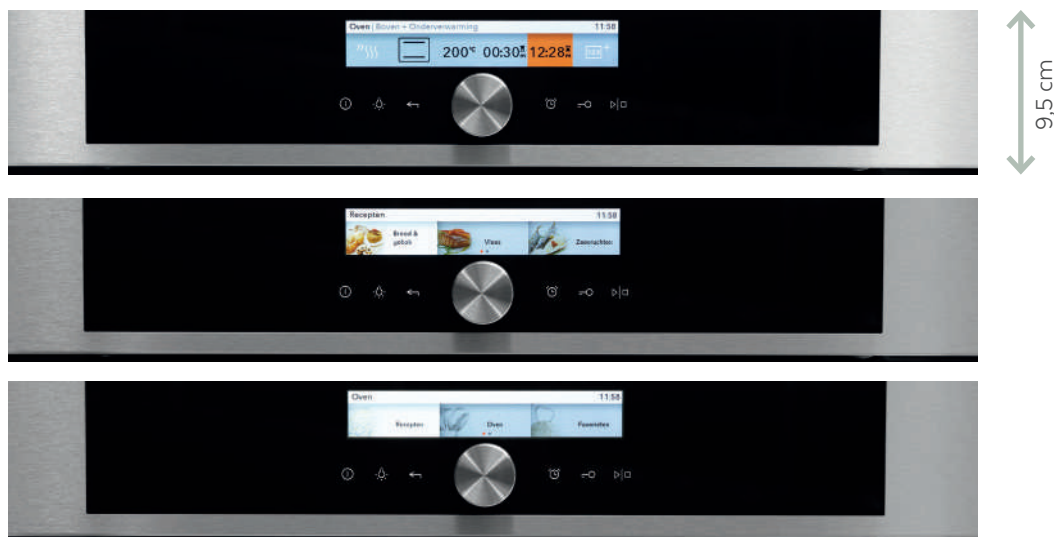 Oven | Boven + Onderverwarming 11:58
200°C 00:30 12:28
9,5 cm
Recepten 11:58
Brood &
gebak
Vlees
Zeevruchten
Oven 11:58
Recepten Oven Favorieten